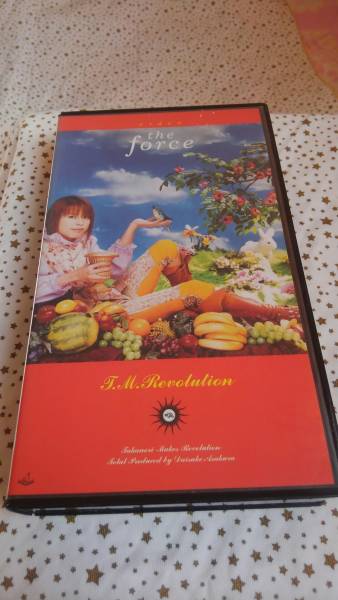 the
force
T.M.Revolution
Takanori Makes Revolution
Total Produced by Daisuke Asakura